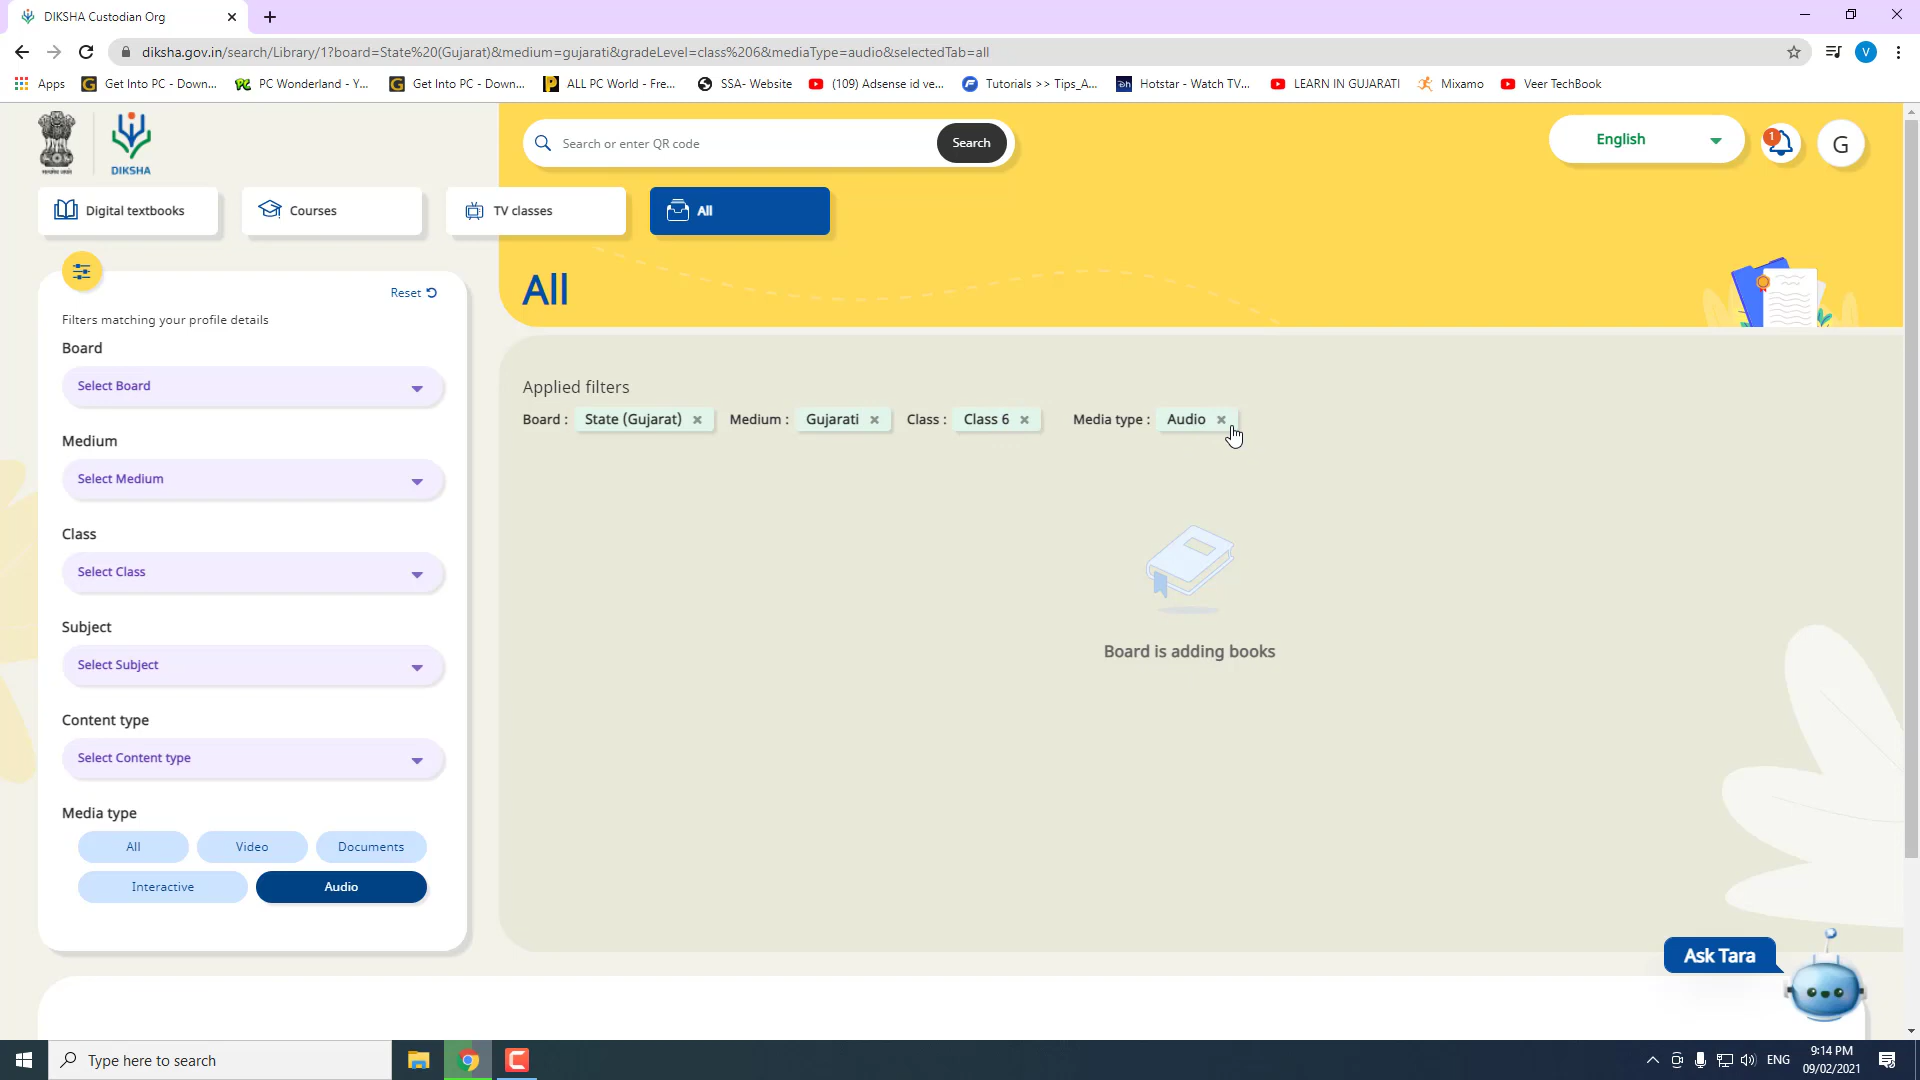 DIKSHA Custodian Org
diksha.gov.in/search/Library/1?board=State%20(Gujarat)&medium=gujarati&gradeLevel=class%206&mediaType=audio&selectedTab=all
V
Apps
Get Into PC - Down...
PC Wonderland - Y...
Get Into PC - Down...
ALL PC World - Fre...
SSA- Website
(109) Adsense id ve...
Tutorials >> Tips_A...
Hotstar - Watch TV...
LEARN IN GUJARATI
Mixamo
Veer TechBook
DIKSHA
Search or enter QR code
Search
English
1
G
Digital textbooks
Courses
TV classes
All
All
Reset
Filters matching your profile details
Board
Select Board
Medium
Select Medium
Class
Select Class
Subject
Select Subject
Content type
Select Content type
Media type
All
Video
Documents
Interactive
Audio
Applied filters
Board : State (Gujarat) × Medium : Gujarati × Class : Class 6 × Media type : Audio ×
Board is adding books
Ask Tara
Type here to search
ENG
9:14 PM
09/02/2021